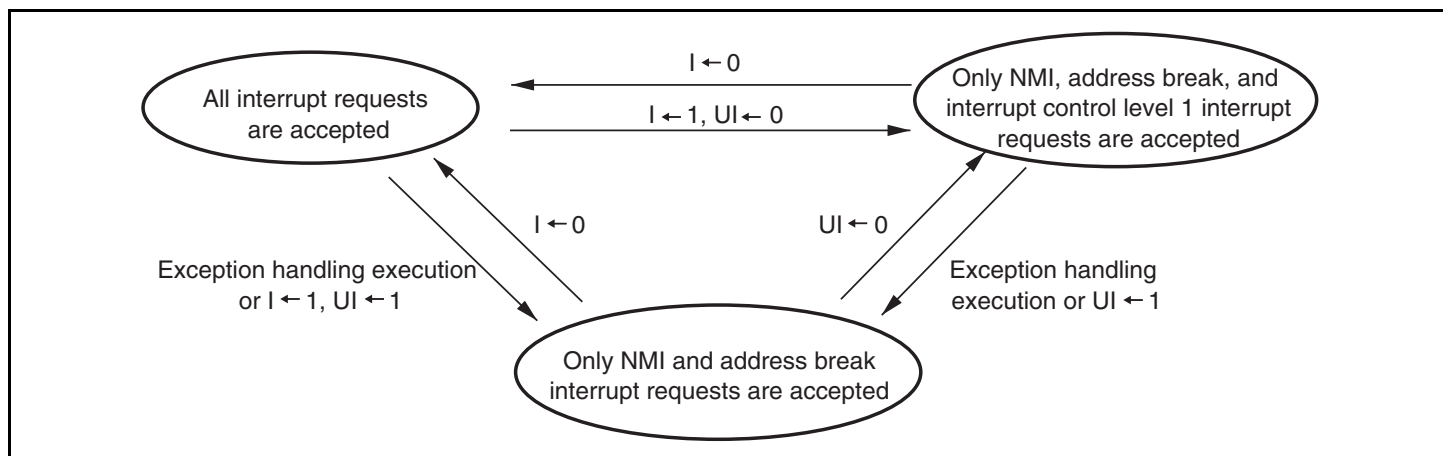 I ← 0
All interrupt requests
are accepted
I ← 1, UI ← 0
Only NMI, address break, and
interrupt control level 1 interrupt
requests are accepted
I ← 0
UI ← 0
Exception handling execution
or I ← 1, UI ← 1
Exception handling
execution or UI ← 1
Only NMI and address break
interrupt requests are accepted